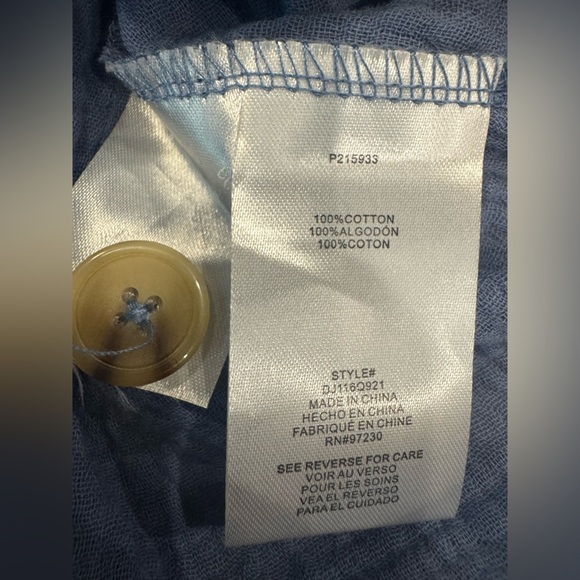 P215933
100%COTTON
100%ALGODÓN
100%COTON
STYLE#
DJ116Q921
MADE IN CHINA
HECHO EN CHINA
FABRIQUÉ EN CHINE
RN#97230
SEE REVERSE FOR CARE
VOIR AU VERSO
POUR LES SOINS
VEA EL REVERSO
PARA EL CUIDADO